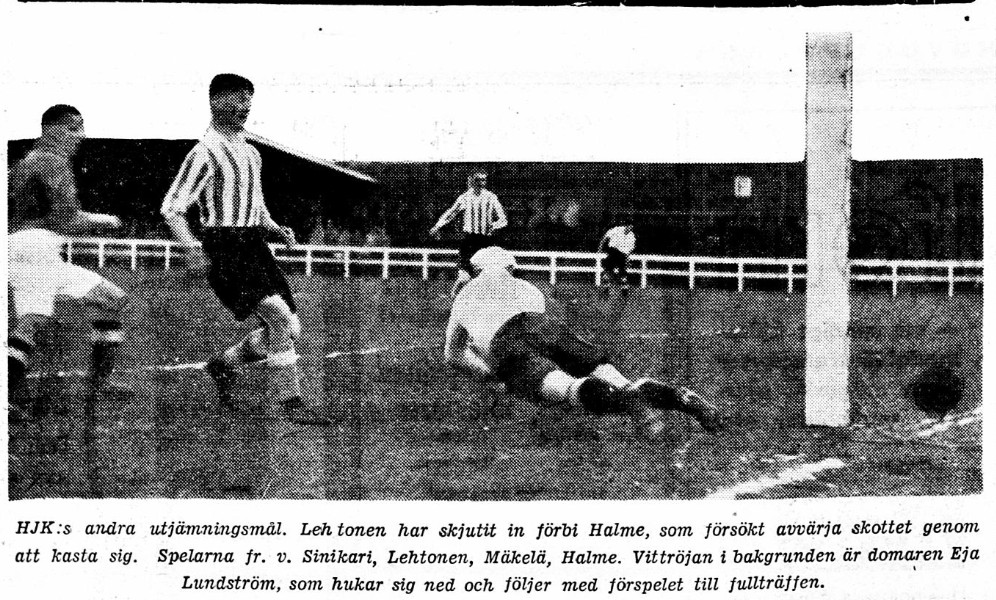 HJK:s andra utjämningsmål. Lehtonen har skjutit in förbi Halme, som försökt avvärja skottet genom
att kasta sig. Spelarna fr. v. Sinikari, Lehtonen, Mäkelä, Halme. Vittröjan i bakgrunden är domaren Eja
Lundström, som hukar sig ned och följer med förspelet till fullträffen.